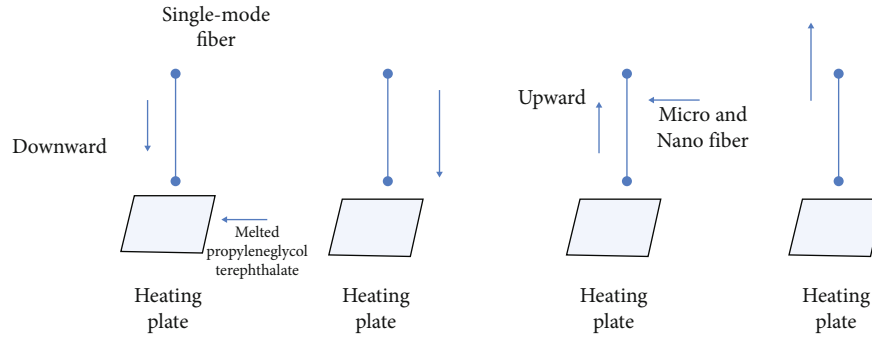 Single-mode
fiber
Downward
Melted
propyleneglycol
terephthalate
Heating
plate
Heating
plate
Upward
Micro and
Nano fiber
Heating
plate
Heating
plate